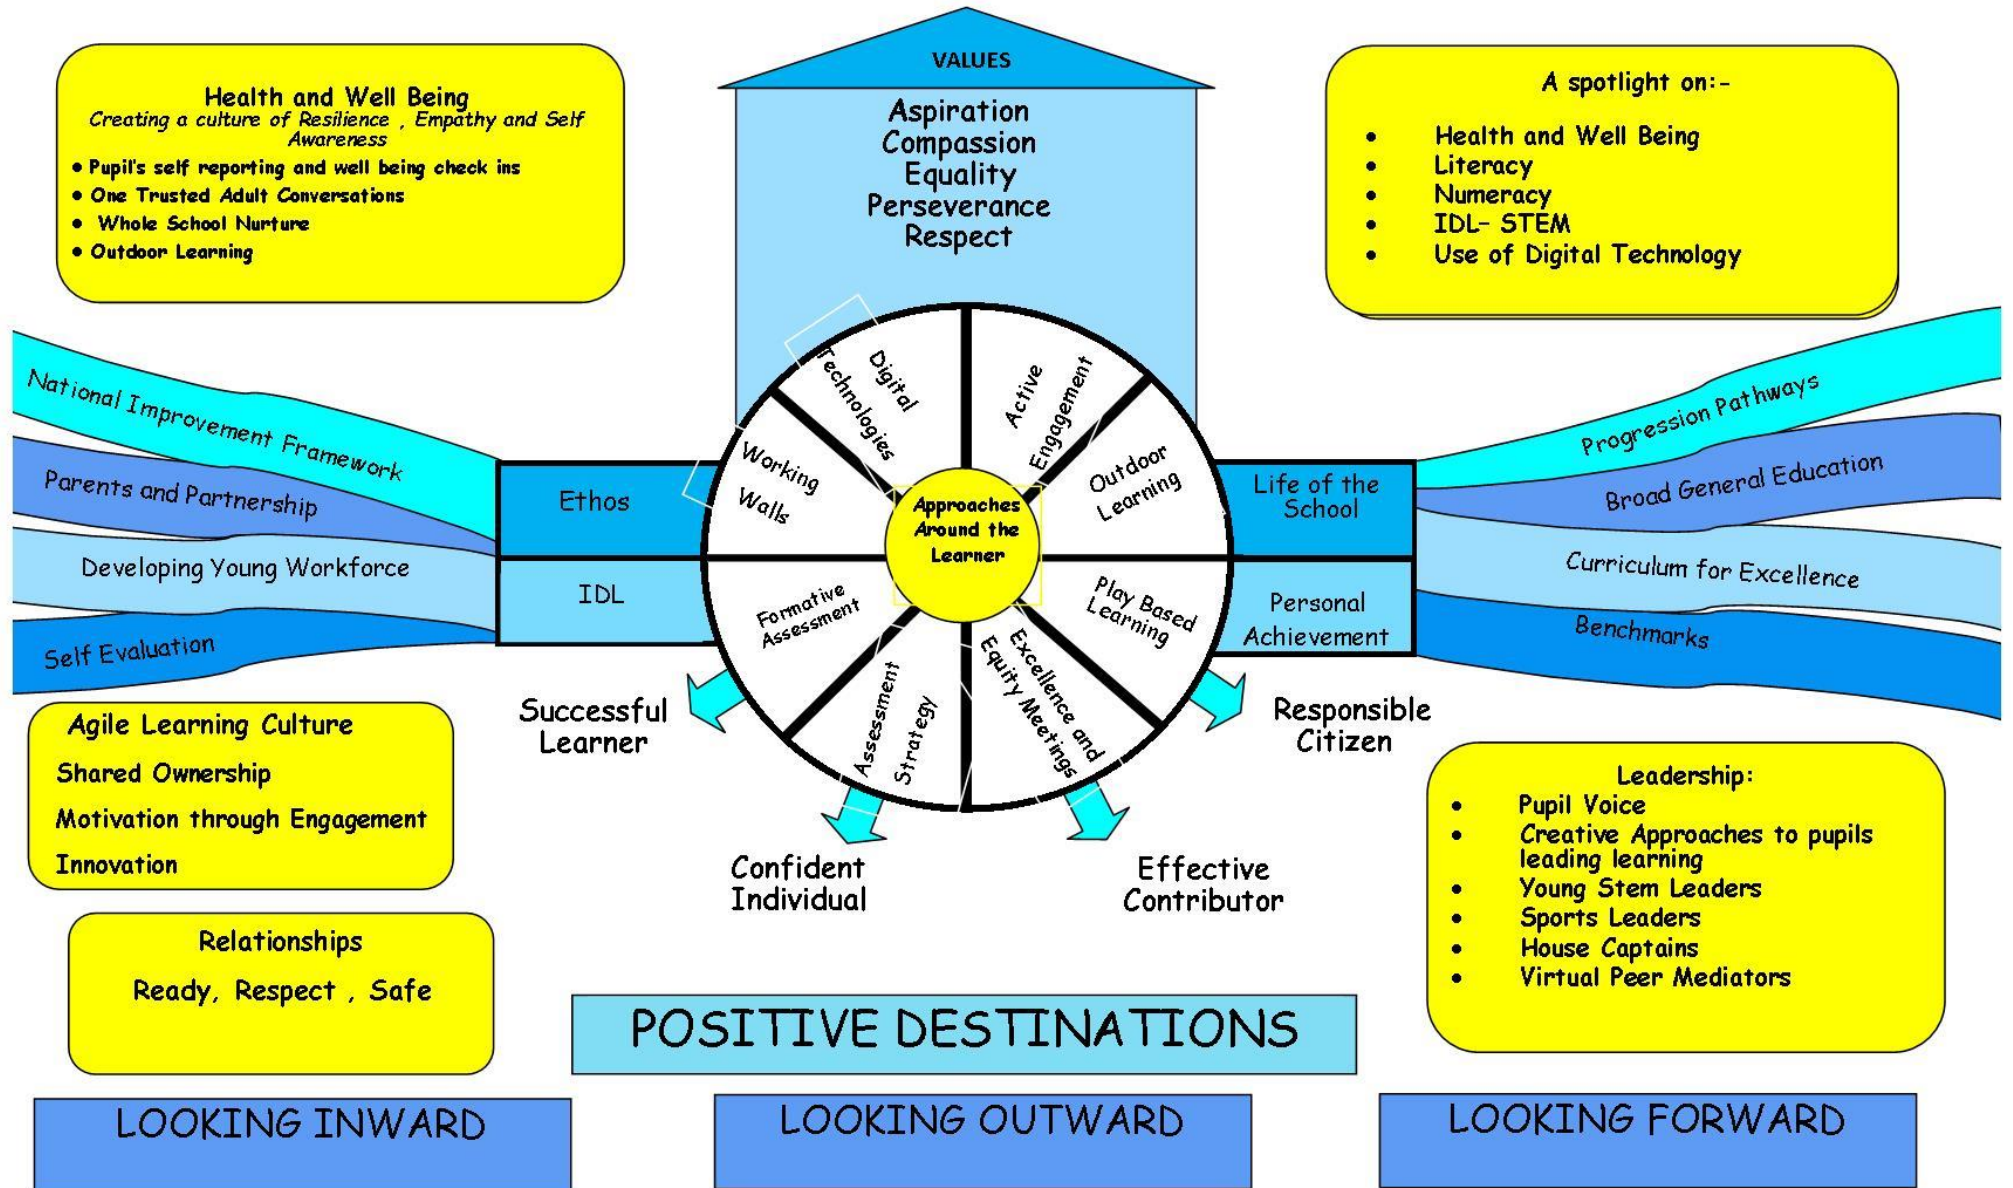 Health and Well Being
Creating a culture of Resilience , Empathy and Self
Awareness
• Pupil's self reporting and well being check ins
• One Trusted Adult Conversations
• Whole School Nurture
• Outdoor Learning
VALUES
Aspiration
Compassion
Equality
Perseverance
Respect
A spotlight on:-
• Health and Well Being
• Literacy
• Numeracy
• IDL– STEM
• Use of Digital Technology
National Improvement Framework
Parents and Partnership
Developing Young Workforce
Self Evaluation
Ethos
IDL
Digital
Technologies
Active
Engagement
Working
Walls
Outdoor
Learning
Approaches
Around the
Learner
Formative
Assessment
Play Based
Learning
Assessment
Strategy
Excellence and
Equity Meetings
Life of the
School
Personal
Achievement
Progression Pathways
Broad General Education
Curriculum for Excellence
Benchmarks
Successful
Learner
Confident
Individual
Effective
Contributor
Responsible
Citizen
Agile Learning Culture
Shared Ownership
Motivation through Engagement
Innovation
Relationships
Ready, Respect , Safe
Leadership:
• Pupil Voice
• Creative Approaches to pupils
leading learning
• Young Stem Leaders
• Sports Leaders
• House Captains
• Virtual Peer Mediators
POSITIVE DESTINATIONS
LOOKING INWARD
LOOKING OUTWARD
LOOKING FORWARD